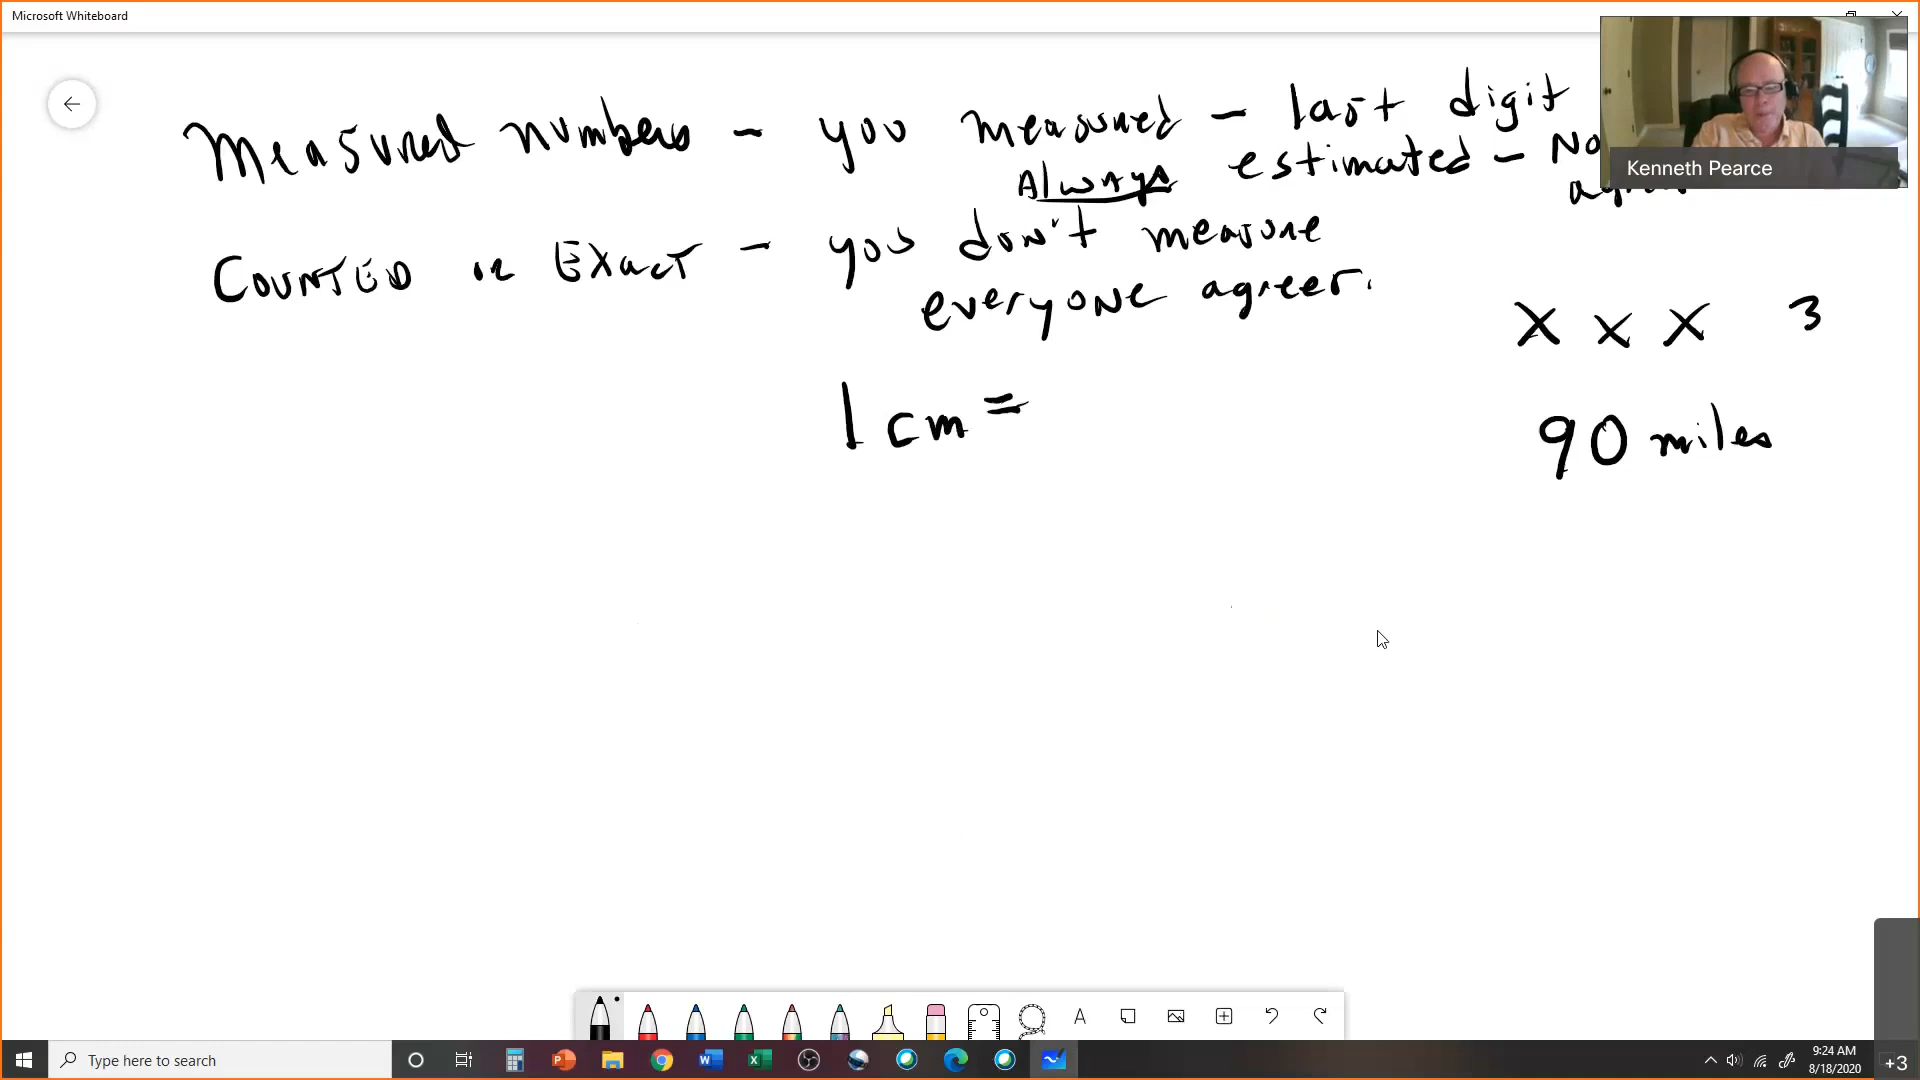 Microsoft Whiteboard
Measured numbers - you measured - last digit
Always estimated - No
Kenneth Pearce
COUNTED or Exact - you don't measure
everyone agrees.
X X X 3
1 cm =
90 miles
A
Type here to search
9:24 AM
8/18/2020
+3